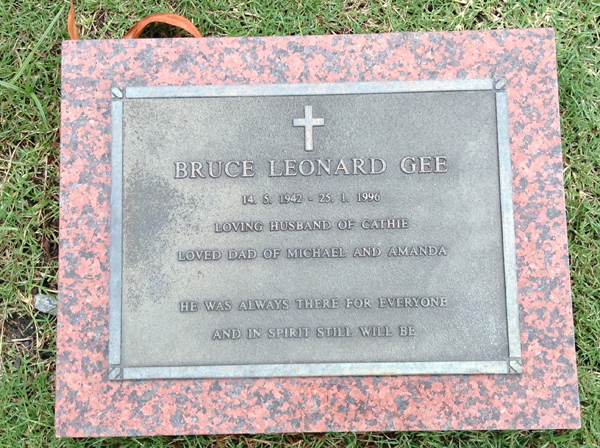 BRUCE LEONARD GEE
14. 5. 1942 - 25. 1. 1996
LOVING HUSBAND OF CATHIE
LOVED DAD OF MICHAEL AND AMANDA
HE WAS ALWAYS THERE FOR EVERYONE
AND IN SPIRIT STILL WILL BE